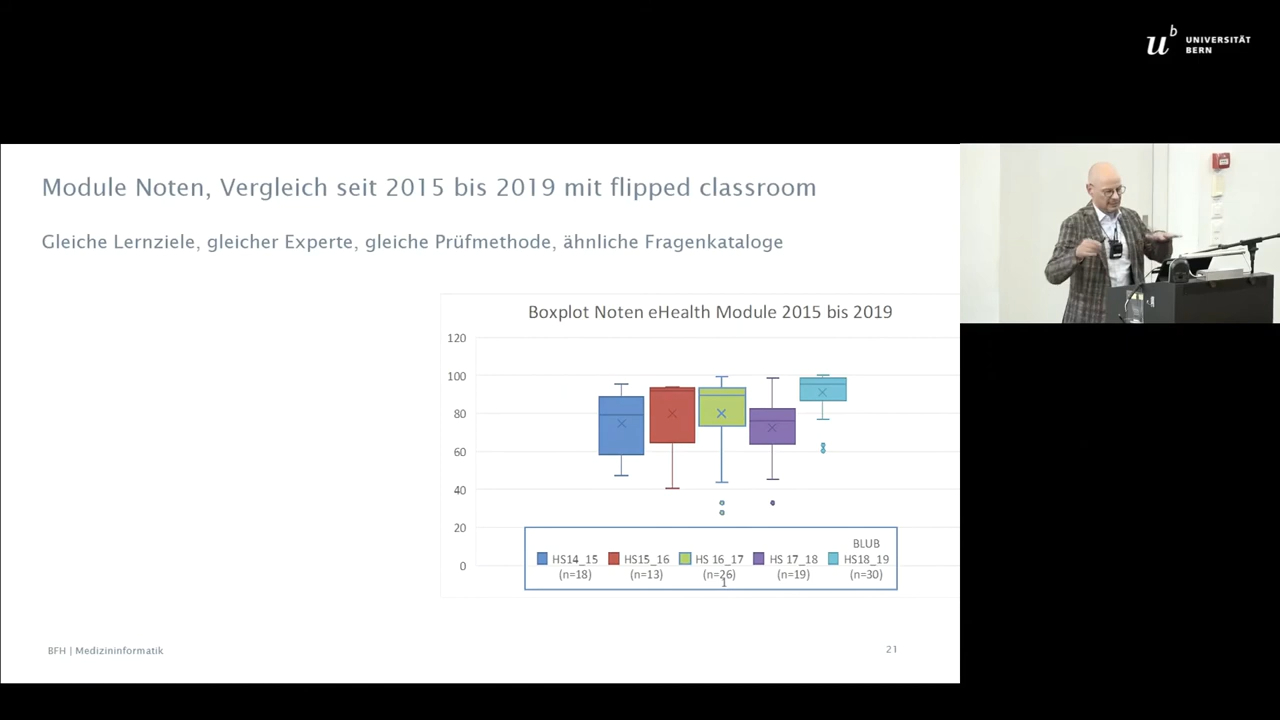 u b UNIVERSITÄT
BERN
Module Noten, Vergleich seit 2015 bis 2019 mit flipped classroom
Gleiche Lernziele, gleicher Experte, gleiche Prüfmethode, ähnliche Fragenkataloge
Boxplot Noten eHealth Module 2015 bis 2019
120
100
80
60
40
20
0
BLUB
HS14_15 HS15_16 HS 16_17 HS 17_18 HS18_19
(n=18) (n=13) (n=26) (n=19) (n=30)
1
BFH | Medizininformatik
21